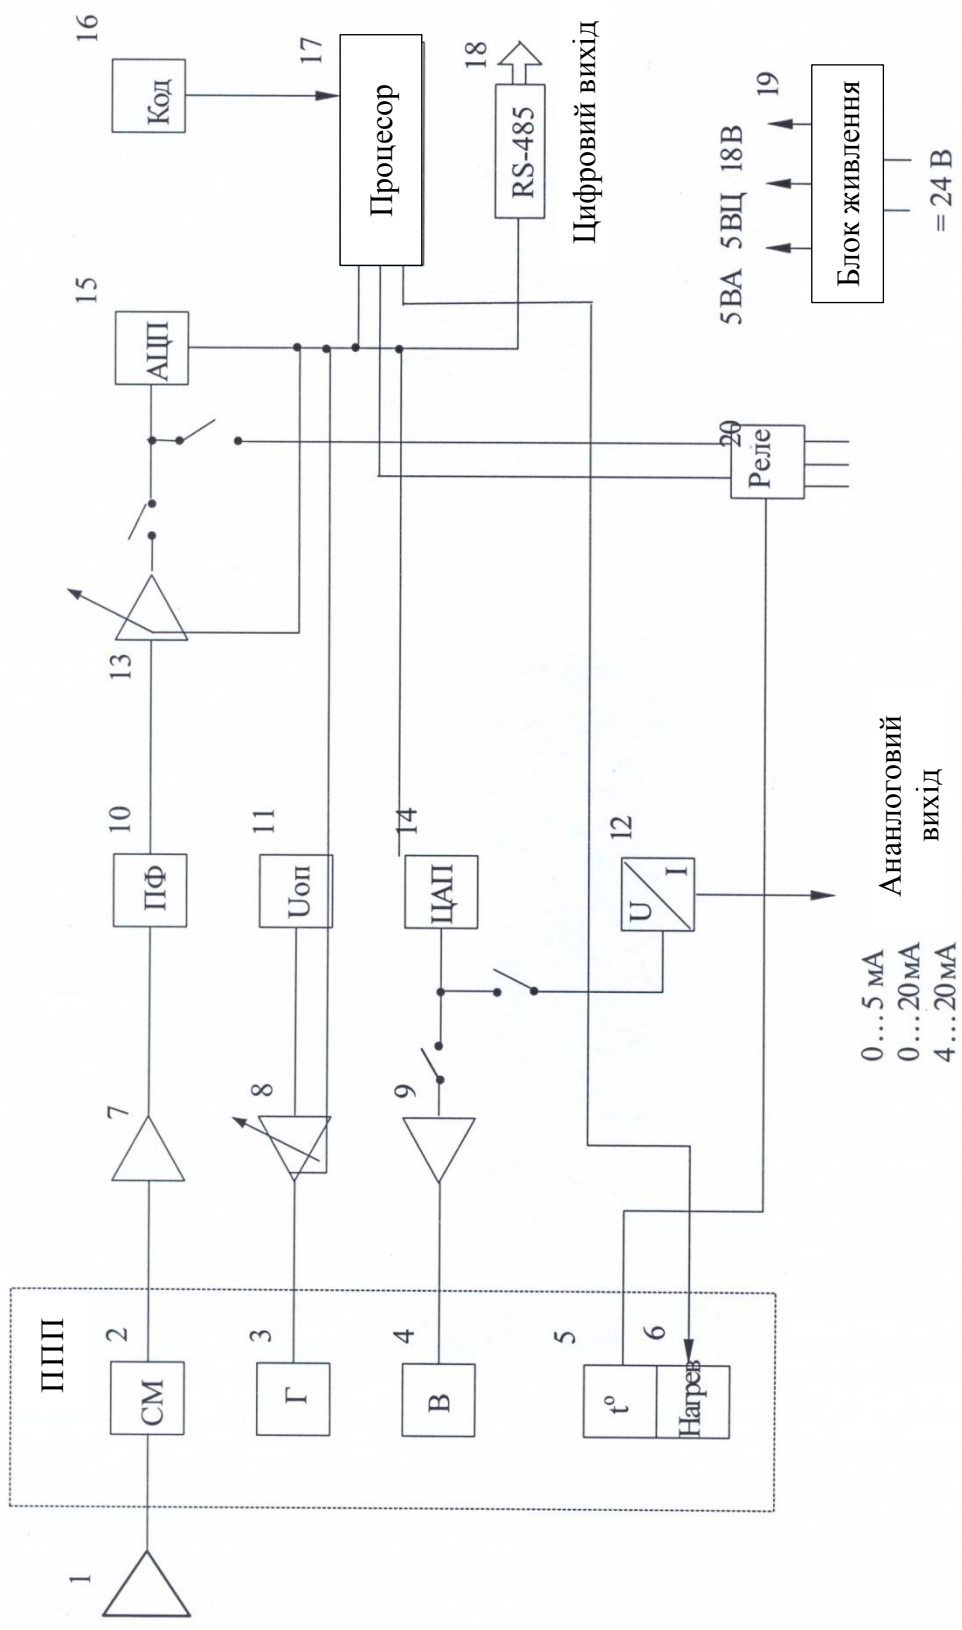 ППП
1
СМ
2
7
ПФ
10
13
АЦП
15
Код
16
Процесор
17
Г
3
8
Uоп
11
В
4
9
ЦАП
14
RS-485
18
Цифровий вихід
tº
5
Нагрев
6
U
I
12
Реле
20
5ВА 5ВЦ 18В
19
Блок живлення
= 24 В
0…5 мА
0…20мА
4…20мА
Ананлоговий
вихід